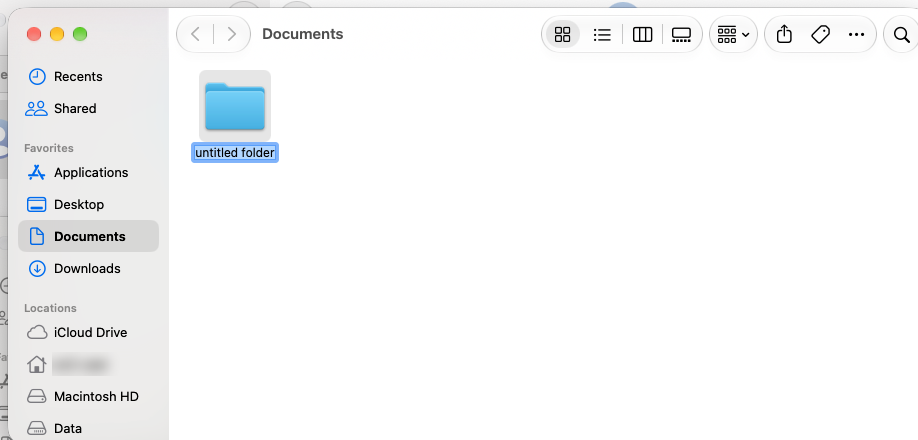 Documents
Recents
Shared
Favorites
Applications
Desktop
Documents
Downloads
Locations
iCloud Drive
Macintosh HD
Data
untitled folder